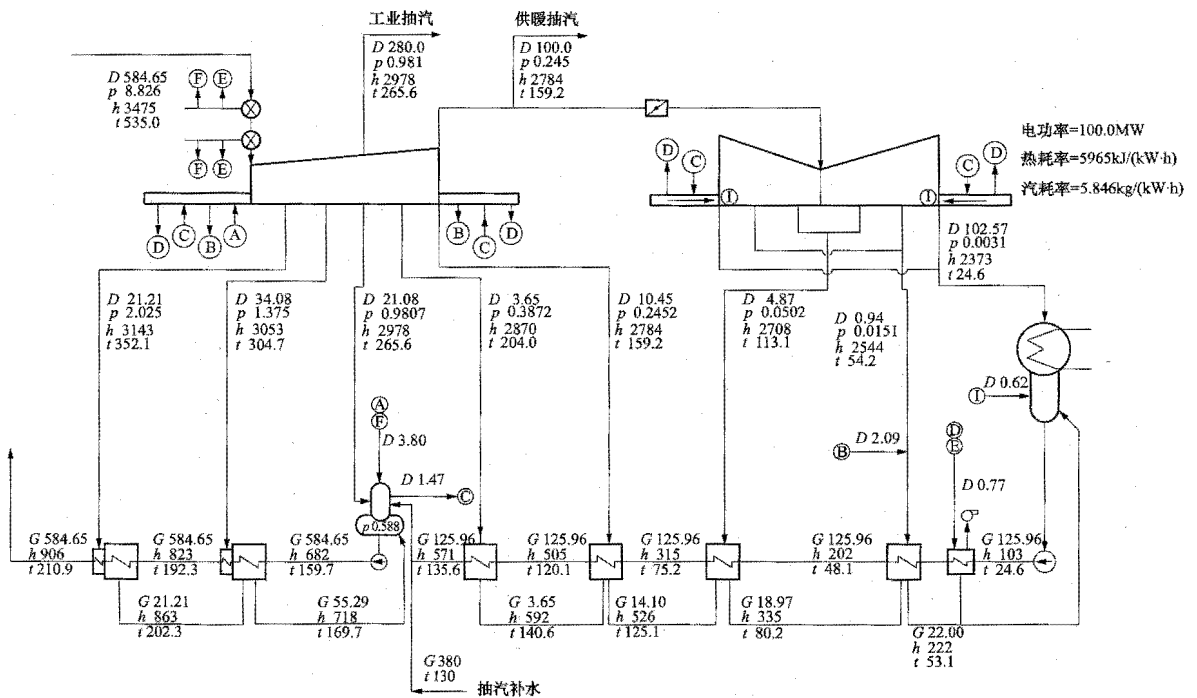 工业抽汽
D 280.0
p 0.981
h 2978
t 265.6
供暖抽汽
D 100.0
p 0.245
h 2784
t 159.2
D 584.65
p 8.826
h 3475
t 535.0
F E
F E
电功率=100.0MW
热耗率=5965kJ/(kW·h)
汽耗率=5.846kg/(kW·h)
D C B A
B C D
D C
C D
I
I
D 102.57
p 0.0031
h 2373
t 24.6
D 21.21
p 2.025
h 3143
t 352.1
D 34.08
p 1.375
h 3053
t 304.7
D 21.08
p 0.9807
h 2978
t 265.6
D 3.65
p 0.3872
h 2870
t 204.0
D 10.45
p 0.2452
h 2784
t 159.2
D 4.87
p 0.0502
h 2708
t 113.1
D 0.94
p 0.0151
h 2544
t 54.2
I D 0.62
A
F
D 3.80
D 1.47 C
p 0.588
B D 2.09
D
E
D 0.77
G 584.65
h 906
t 210.9
G 584.65
h 823
t 192.3
G 584.65
h 682
t 159.7
G 125.96
h 571
t 135.6
G 125.96
h 505
t 120.1
G 125.96
h 315
t 75.2
G 125.96
h 202
t 48.1
G 125.96
h 103
t 24.6
G 21.21
h 863
t 202.3
G 55.29
h 718
t 169.7
G 3.65
h 592
t 140.6
G 14.10
h 526
t 125.1
G 18.97
h 335
t 80.2
G 22.00
h 222
t 53.1
G 380
t 130
抽汽补水